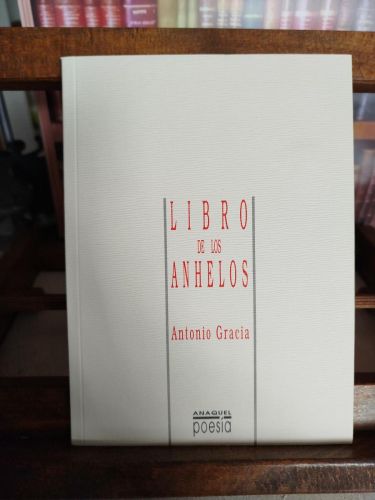 LIBRO
DE LOS
ANHELOS
Antonio Gracia
ANAQUEL
poesía